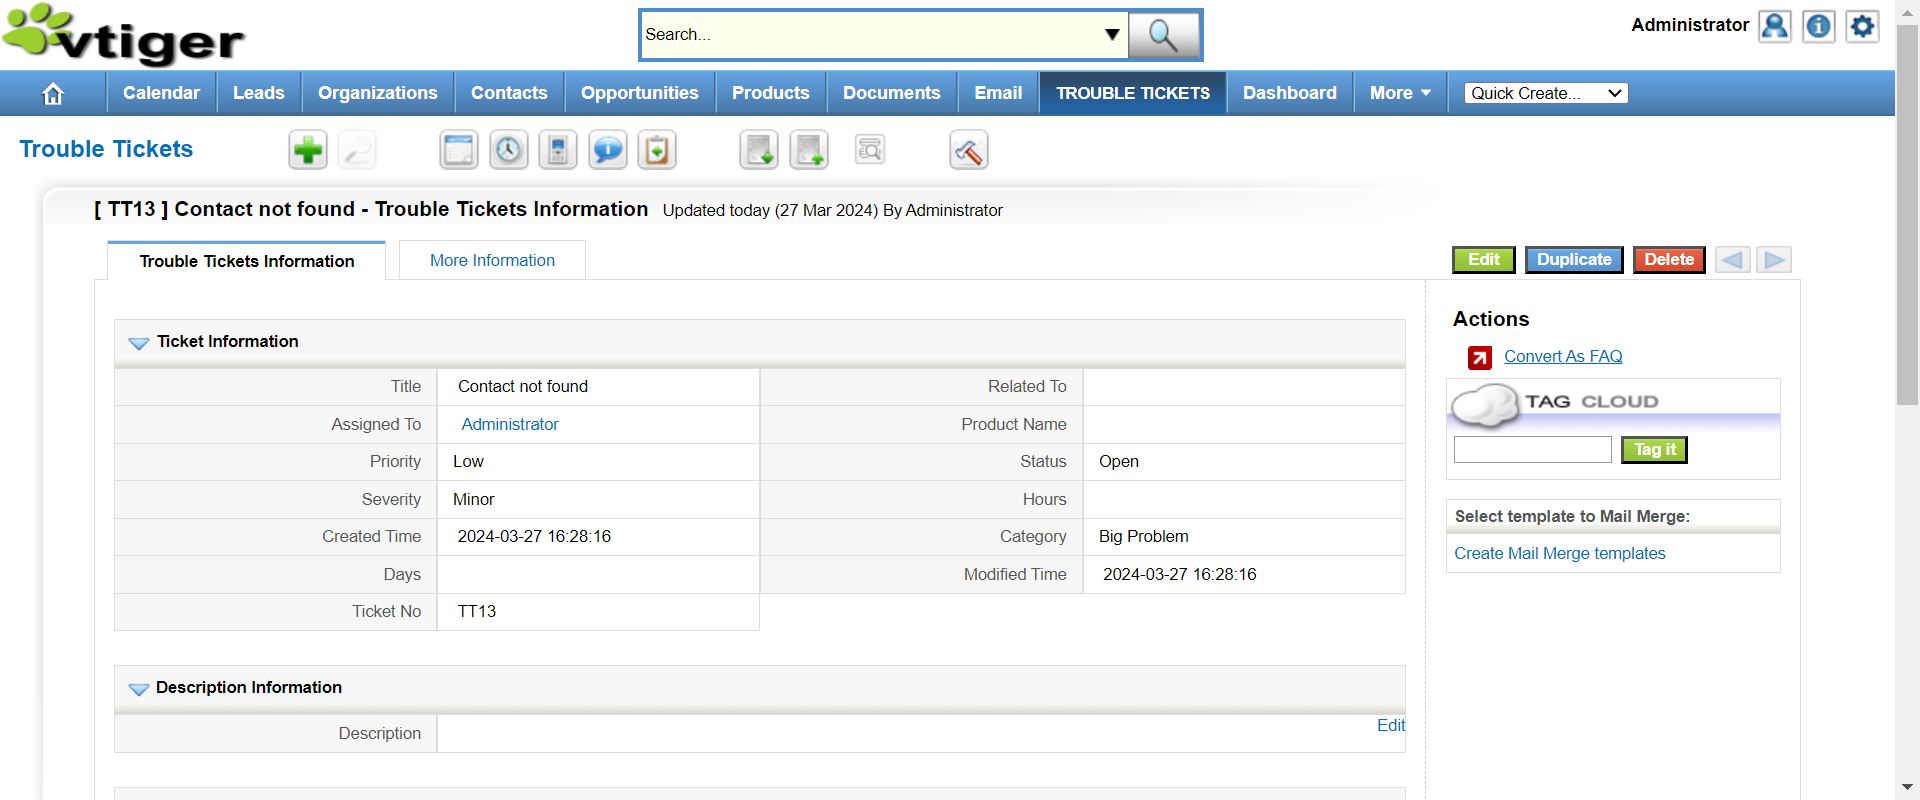 vtiger
Search...
Administrator
Calendar Leads Organizations Contacts Opportunities Products Documents Email TROUBLE TICKETS Dashboard More Quick Create...
Trouble Tickets
[ TT13 ] Contact not found - Trouble Tickets Information Updated today (27 Mar 2024) By Administrator
Trouble Tickets Information More Information
Edit Duplicate Delete
Ticket Information
Title Contact not found Related To
Assigned To Administrator Product Name
Priority Low Status Open
Severity Minor Hours
Created Time 2024-03-27 16:28:16 Category Big Problem
Days Modified Time 2024-03-27 16:28:16
Ticket No TT13
Description Information
Description Edit
Actions
Convert As FAQ
TAG CLOUD
Tag it
Select template to Mail Merge:
Create Mail Merge templates